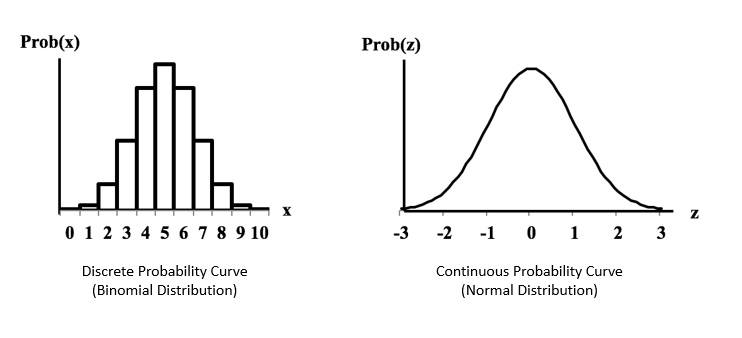 Prob(x)
x
0 1 2 3 4 5 6 7 8 9 10
Discrete Probability Curve
(Binomial Distribution)
Prob(z)
z
-3 -2 -1 0 1 2 3
Continuous Probability Curve
(Normal Distribution)